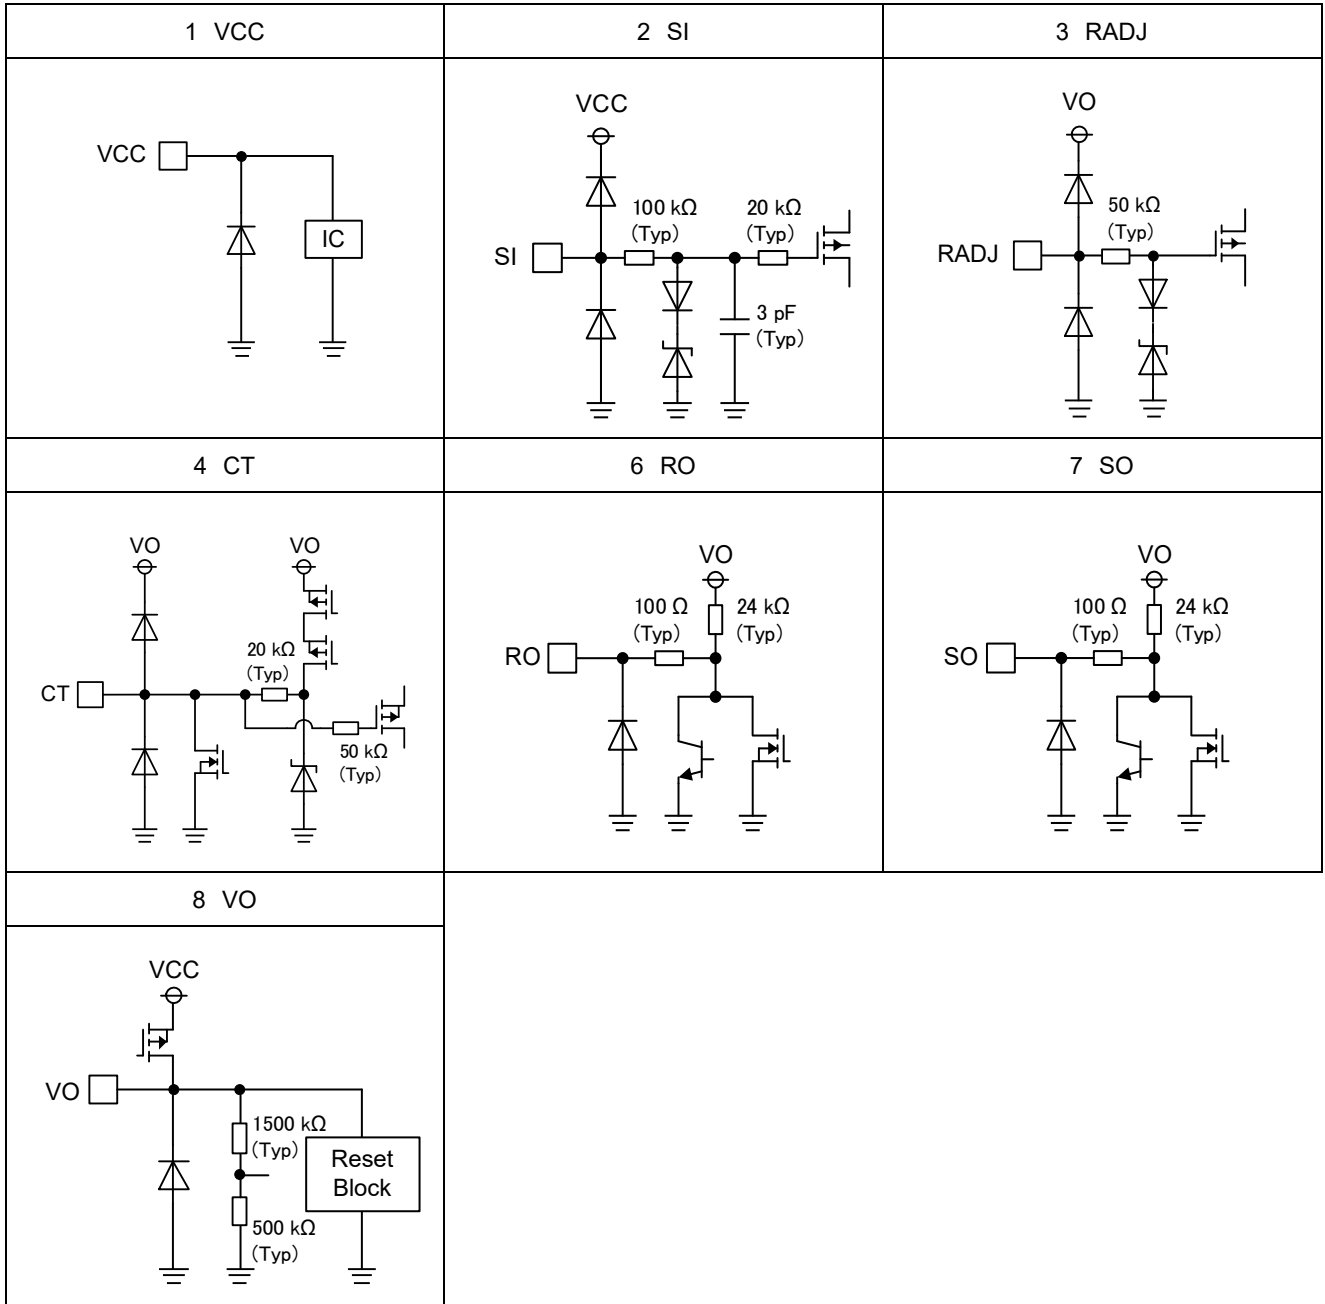 1 VCC
2 SI
3 RADJ
VCC
IC
VCC
100 kΩ
(Typ)
20 kΩ
(Typ)
SI
3 pF
(Typ)
VO
50 kΩ
(Typ)
RADJ
4 CT
6 RO
7 SO
VO
VO
20 kΩ
(Typ)
CT
50 kΩ
(Typ)
VO
100 Ω
(Typ)
24 kΩ
(Typ)
RO
VO
100 Ω
(Typ)
24 kΩ
(Typ)
SO
8 VO
VCC
VO
1500 kΩ
(Typ)
Reset
Block
500 kΩ
(Typ)